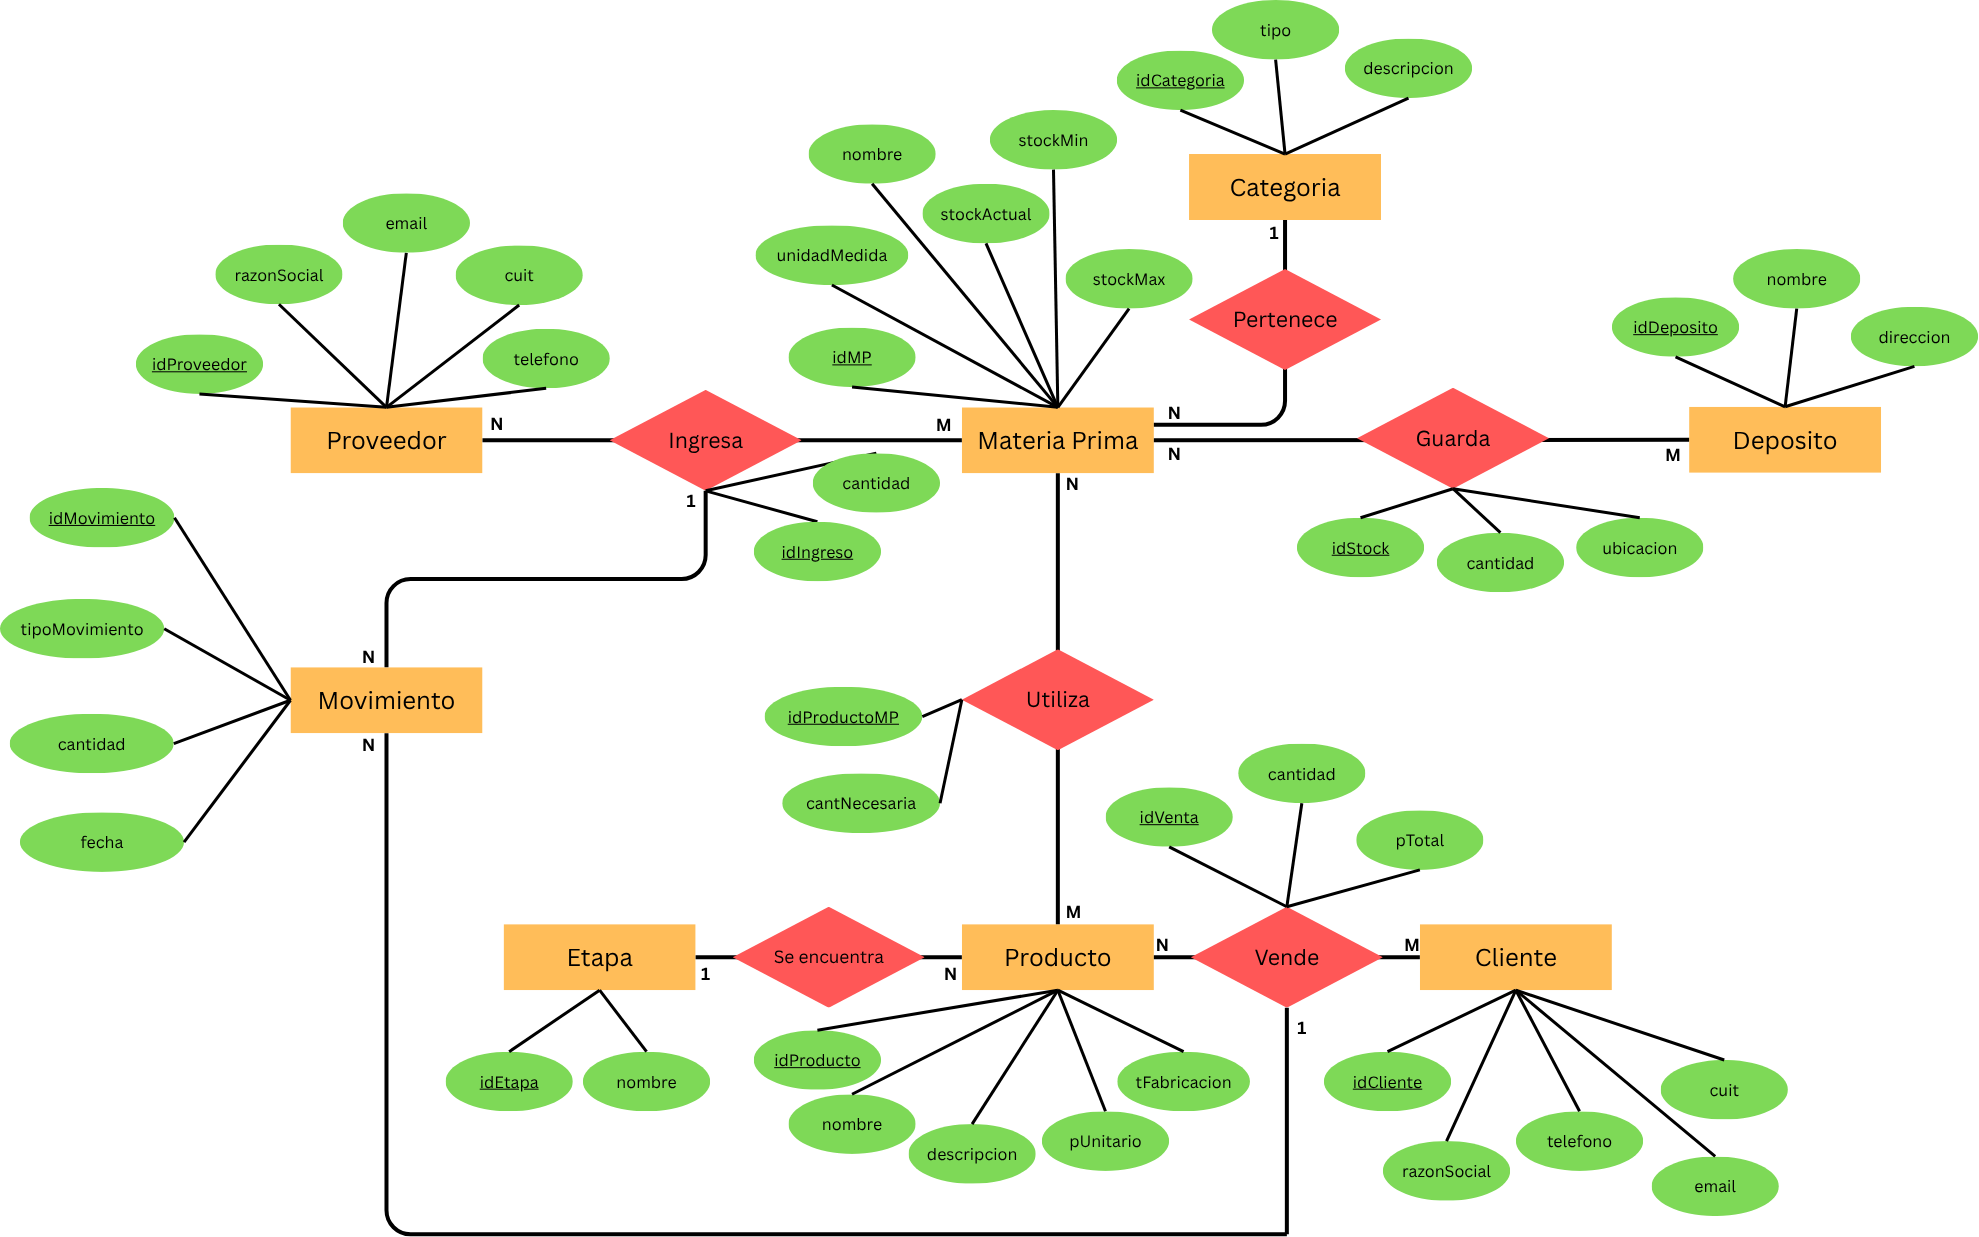 tipo
idCategoria
descripcion
Categoria
1
Pertenece
nombre
stockMin
stockActual
unidadMedida
stockMax
idMP
email
razonSocial
cuit
idProveedor
telefono
Proveedor
N
Ingresa
M
Materia Prima
N
N
Guarda
M
Deposito
nombre
idDeposito
direccion
1
cantidad
idIngreso
N
idStock
cantidad
ubicacion
idMovimiento
tipoMovimiento
N
Movimiento
N
cantidad
fecha
idProductoMP
Utiliza
cantNecesaria
cantidad
idVenta
pTotal
M
Etapa
1
Se encuentra
N
Producto
N
Vende
M
Cliente
1
idEtapa
nombre
idProducto
tFabricacion
nombre
descripcion
pUnitario
idCliente
cuit
razonSocial
telefono
email